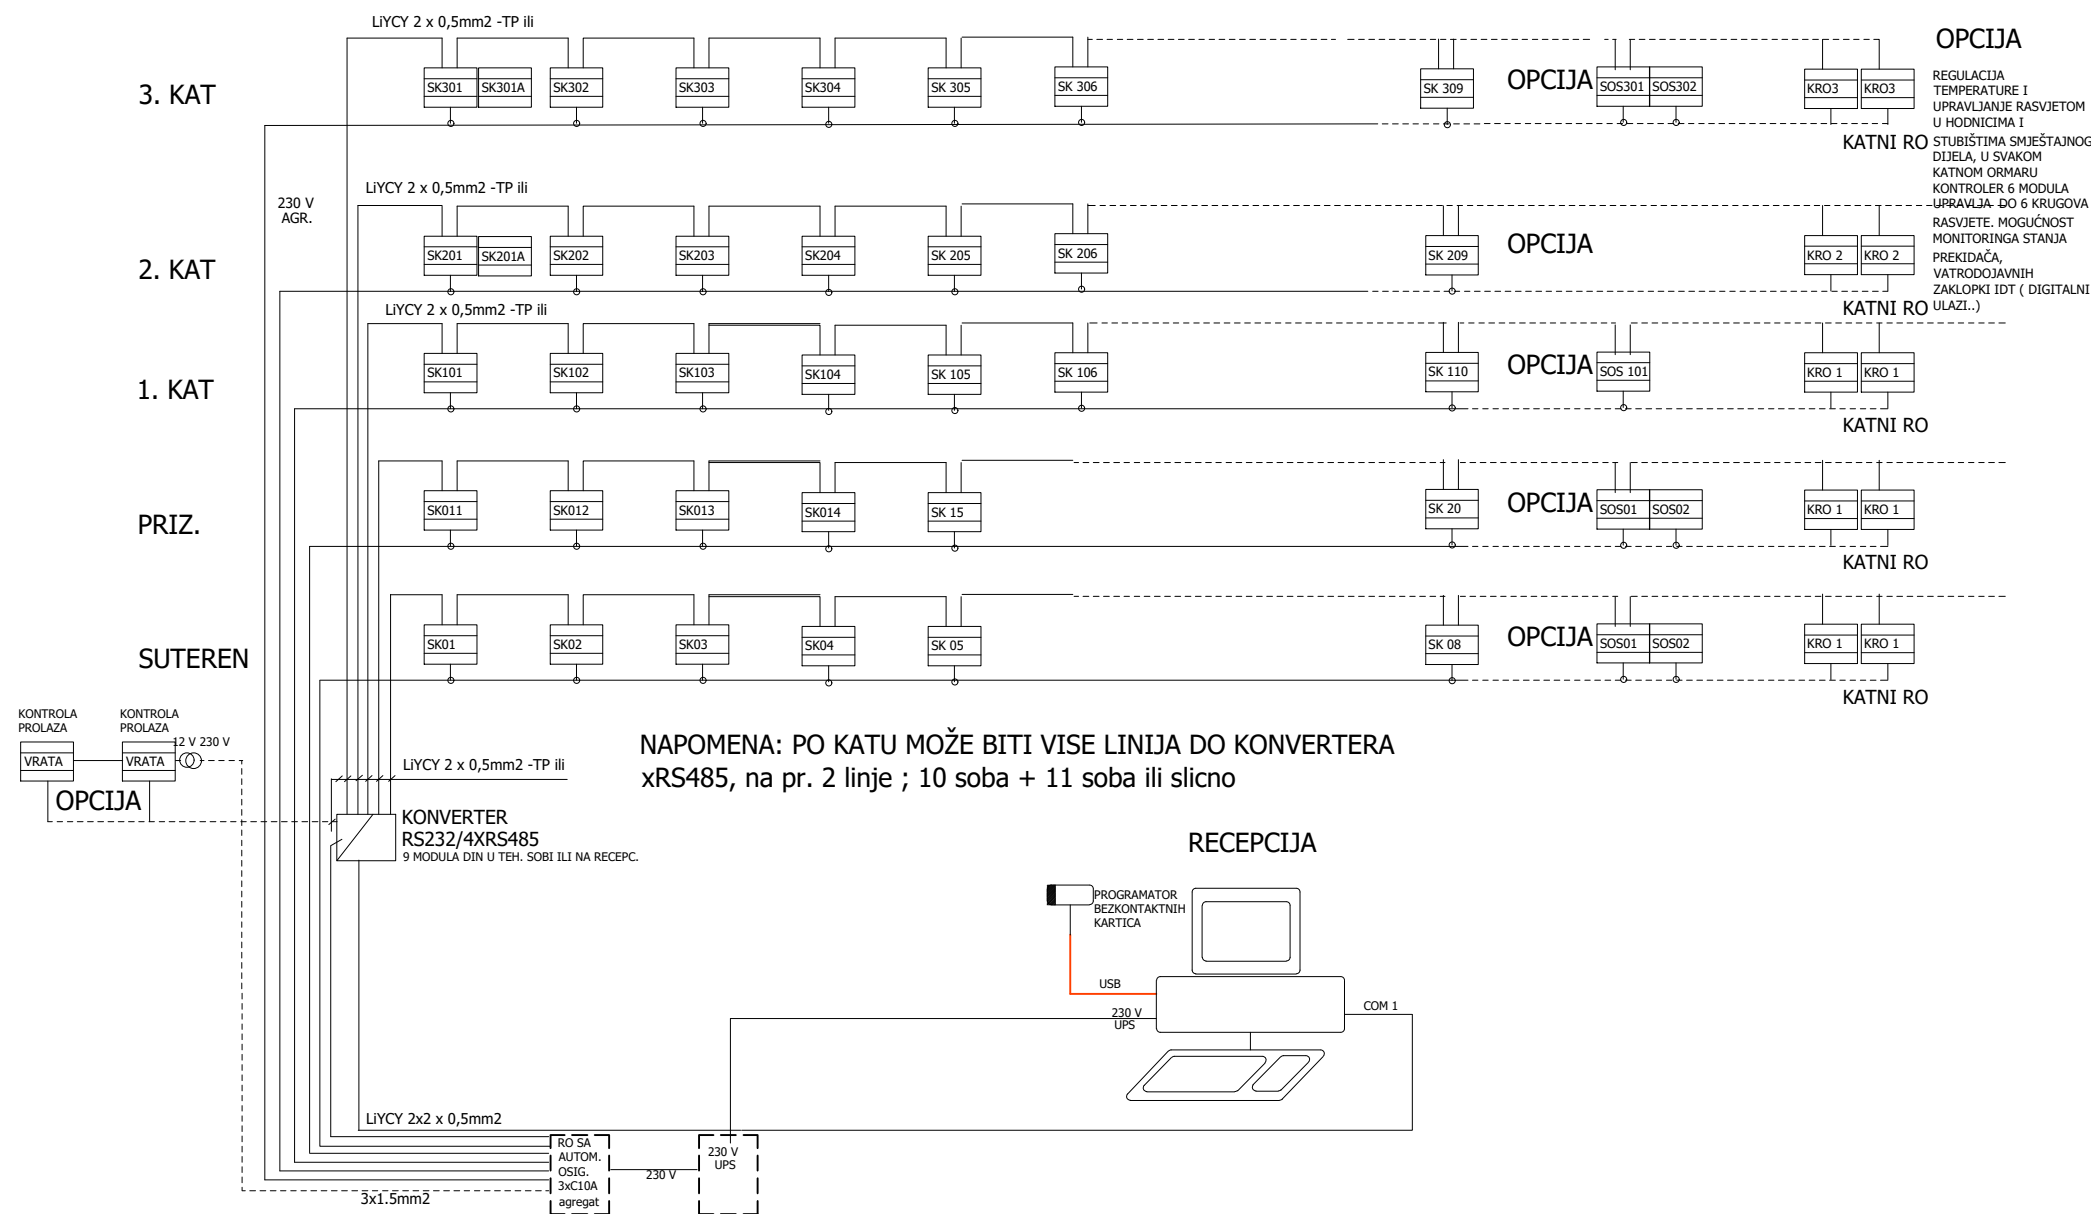 LiYCY 2 x 0,5mm2 -TP ili
OPCIJA
3. KAT
SK301 SK301A SK302 SK303 SK304 SK 305 SK 306 SK 309 OPCIJA SOS301 SOS302 KRO3 KRO3
KATNI RO
REGULACIJA
TEMPERATURE I
UPRAVLJANJE RASVJETOM
U HODNICIMA I
STUBIŠTIMA SMJEŠTAJNOG
DIJELA, U SVAKOM
KATNOM ORMARU
KONTROLER 6 MODULA
UPRAVLJA DO 6 KRUGOVA
RASVJETE. MOGUĆNOST
MONITORINGA STANJA
PREKIDAČA,
VATRODOJAVNIH
ZAKLOPKI IDT ( DIGITALNI
ULAZI..)
LiYCY 2 x 0,5mm2 -TP ili
230 V
AGR.
2. KAT
SK201 SK201A SK202 SK203 SK204 SK 205 SK 206 SK 209 OPCIJA KRO 2 KRO 2
KATNI RO
LiYCY 2 x 0,5mm2 -TP ili
1. KAT
SK101 SK102 SK103 SK104 SK 105 SK 106 SK 110 OPCIJA SOS 101 KRO 1 KRO 1
KATNI RO
PRIZ.
SK011 SK012 SK013 SK014 SK 15 SK 20 OPCIJA SOS01 SOS02 KRO 1 KRO 1
KATNI RO
SUTEREN
SK01 SK02 SK03 SK04 SK 05 SK 08 OPCIJA SOS01 SOS02 KRO 1 KRO 1
KATNI RO
KONTROLA
PROLAZA
KONTROLA
PROLAZA
12 V 230 V
VRATA VRATA
OPCIJA
LiYCY 2 x 0,5mm2 -TP ili
NAPOMENA: PO KATU MOŽE BITI VISE LINIJA DO KONVERTERA
xRS485, na pr. 2 linje ; 10 soba + 11 soba ili slicno
KONVERTER
RS232/4XRS485
9 MODULA DIN U TEH. SOBI ILI NA RECEPC.
RECEPCIJA
PROGRAMATOR
BEZKONTAKTNIH
KARTICA
USB
230 V
UPS
COM 1
LiYCY 2x2 x 0,5mm2
RO SA
AUTOM.
OSIG.
3xC10A
agregat
230 V
230 V
UPS
3x1.5mm2